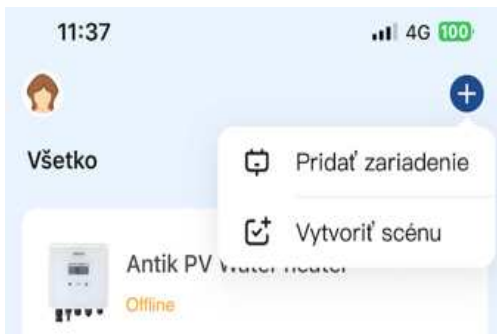 11:37 4G 100
Všetko
Pridať zariadenie
Vytvoriť scénu
Antik PV
Offline